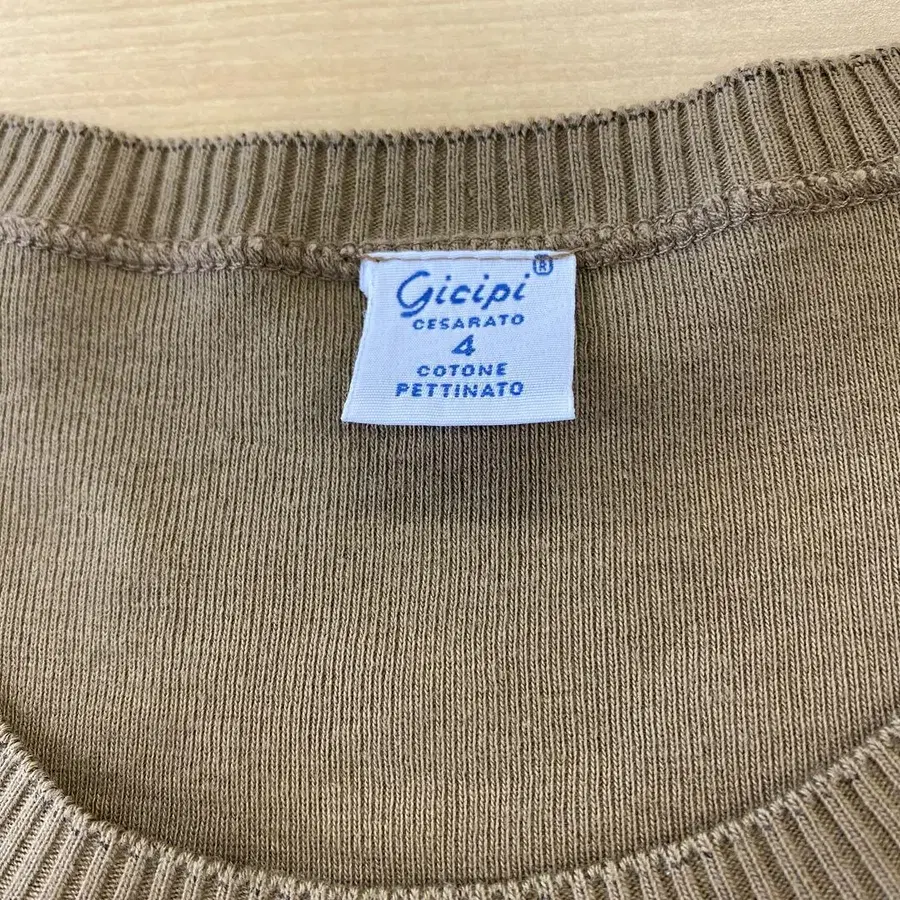 Gicipi®
CESARATO
4
COTONE
PETTINATO